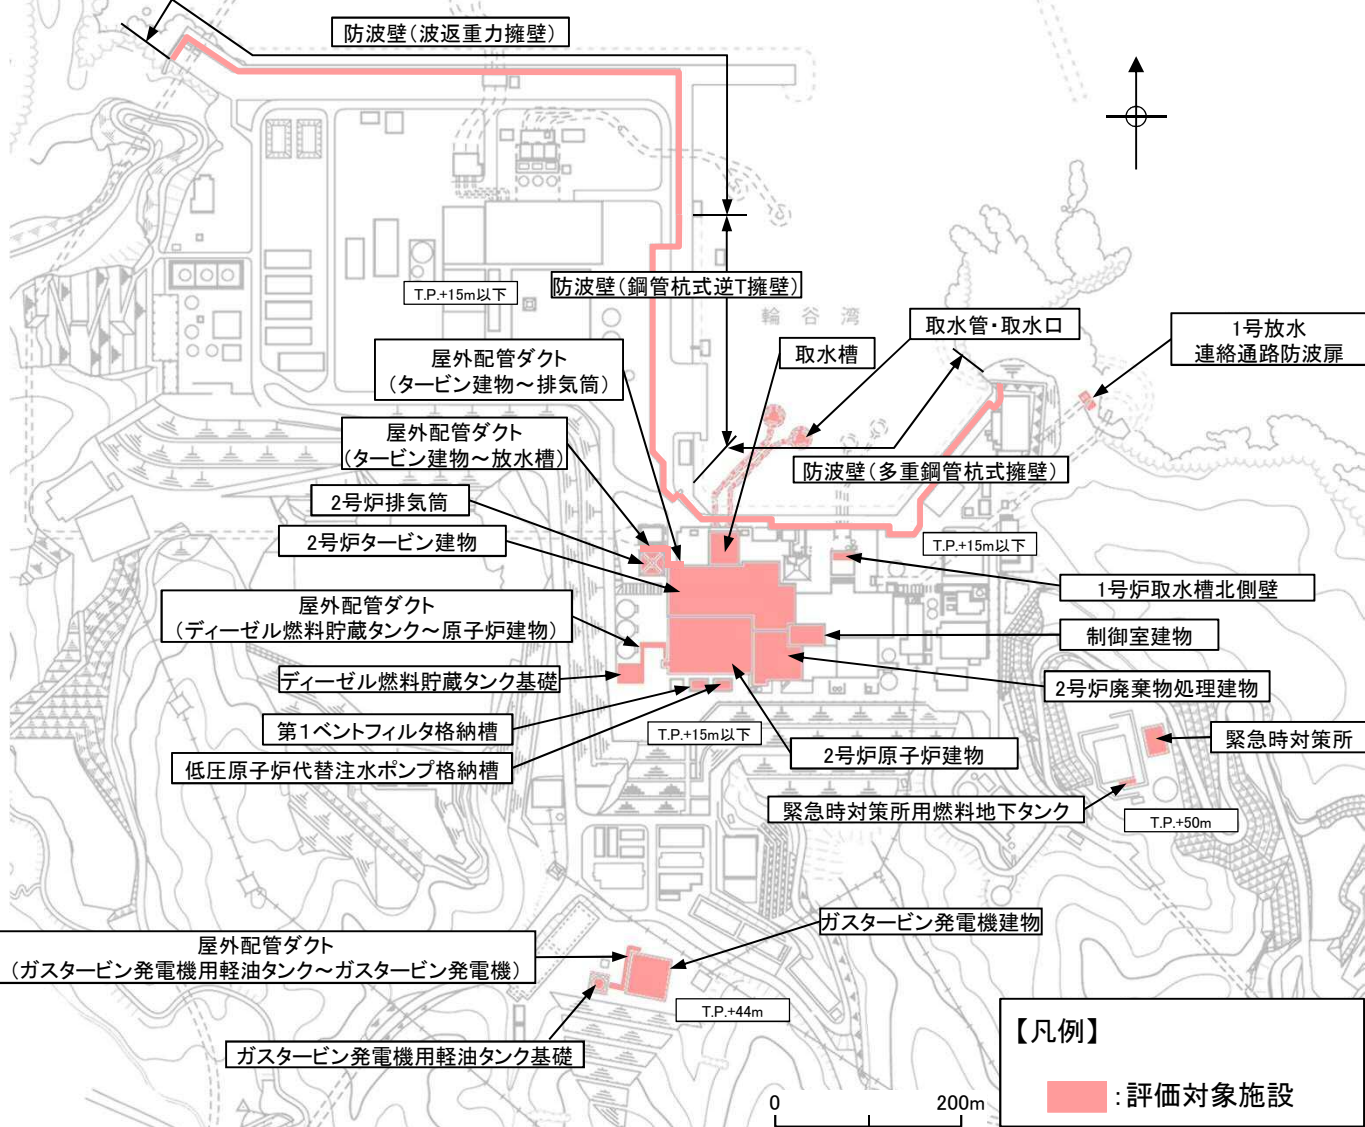 防波壁(波返重力擁壁)
防波壁(鋼管杭式逆T擁壁)
T.P.+15m以下
輪谷湾
取水管・取水口
1号放水
連絡通路防波扉
取水槽
屋外配管ダクト
(タービン建物～排気筒)
屋外配管ダクト
(タービン建物～放水槽)
防波壁(多重鋼管杭式擁壁)
2号炉排気筒
2号炉タービン建物
T.P.+15m以下
1号炉取水槽北側壁
屋外配管ダクト
(ディーゼル燃料貯蔵タンク～原子炉建物)
制御室建物
ディーゼル燃料貯蔵タンク基礎
2号炉廃棄物処理建物
第1ベントフィルタ格納槽
T.P.+15m以下
2号炉原子炉建物
緊急時対策所
低圧原子炉代替注水ポンプ格納槽
緊急時対策所用燃料地下タンク
T.P.+50m
ガスタービン発電機建物
屋外配管ダクト
(ガスタービン発電機用軽油タンク～ガスタービン発電機)
T.P.+44m
ガスタービン発電機用軽油タンク基礎
【凡例】
:評価対象施設
0 200m